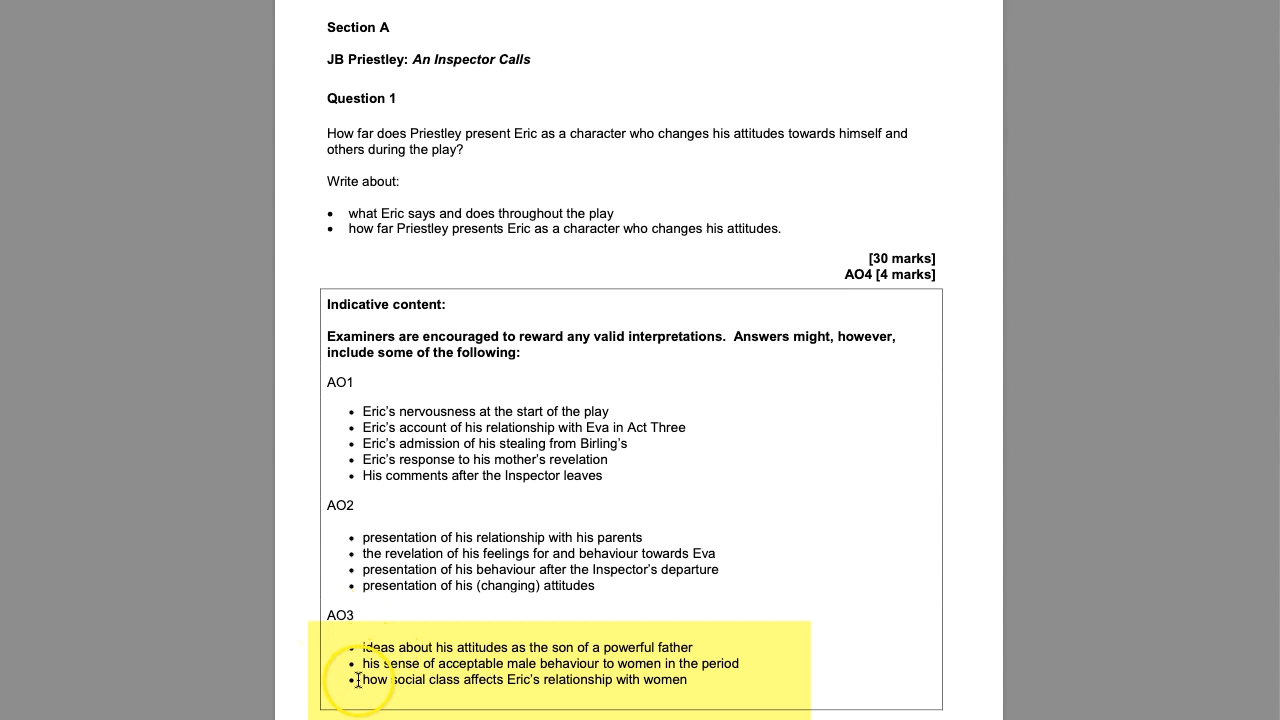 Section A
JB Priestley: An Inspector Calls
Question 1
How far does Priestley present Eric as a character who changes his attitudes towards himself and
others during the play?
Write about:
• what Eric says and does throughout the play
• how far Priestley presents Eric as a character who changes his attitudes.
[30 marks]
AO4 [4 marks]
Indicative content:
Examiners are encouraged to reward any valid interpretations. Answers might, however,
include some of the following:
AO1
• Eric’s nervousness at the start of the play
• Eric’s account of his relationship with Eva in Act Three
• Eric’s admission of his stealing from Birling’s
• Eric’s response to his mother’s revelation
• His comments after the Inspector leaves
AO2
• presentation of his relationship with his parents
• the revelation of his feelings for and behaviour towards Eva
• presentation of his behaviour after the Inspector’s departure
• presentation of his (changing) attitudes
AO3
• ideas about his attitudes as the son of a powerful father
• his sense of acceptable male behaviour to women in the period
• how social class affects Eric’s relationship with women